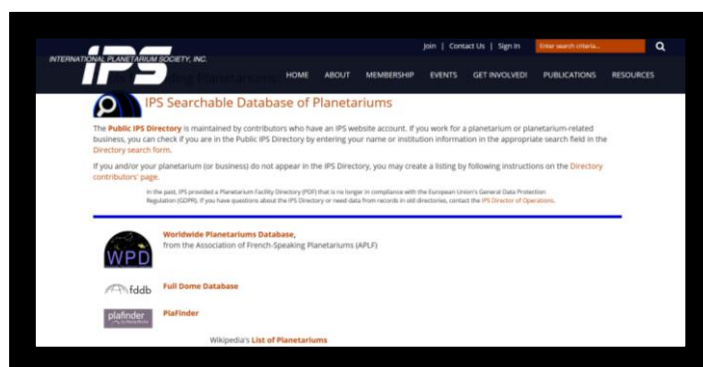 Join | Contact Us | Sign In
Enter search criteria...
INTERNATIONAL PLANETARIUM SOCIETY, INC.
IPS
HOME ABOUT MEMBERSHIP EVENTS GET INVOLVED! PUBLICATIONS RESOURCES
IPS Searchable Database of Planetariums
The Public IPS Directory is maintained by contributors who have an IPS website account. If you work for a planetarium or planetarium-related
business, you can check if you are in the Public IPS Directory by entering your name or institution information in the appropriate search field in the
Directory search form.
If you and/or your planetarium (or business) do not appear in the IPS Directory, you may create a listing by following instructions on the Directory
contributors' page.
In the past, IPS provided a Planetarium Facility Directory (PDF) that is no longer in compliance with the European Union's General Data Protection
Regulation (GDPR). If you have questions about the IPS Directory or need data from records in old directories, contact the IPS Director of Operations.
Worldwide Planetariums Database,
from the Association of French-Speaking Planetariums (APLF)
WPD
fddb
Full Dome Database
plafinder
PlaFinder
Wikipedia's List of Planetariums